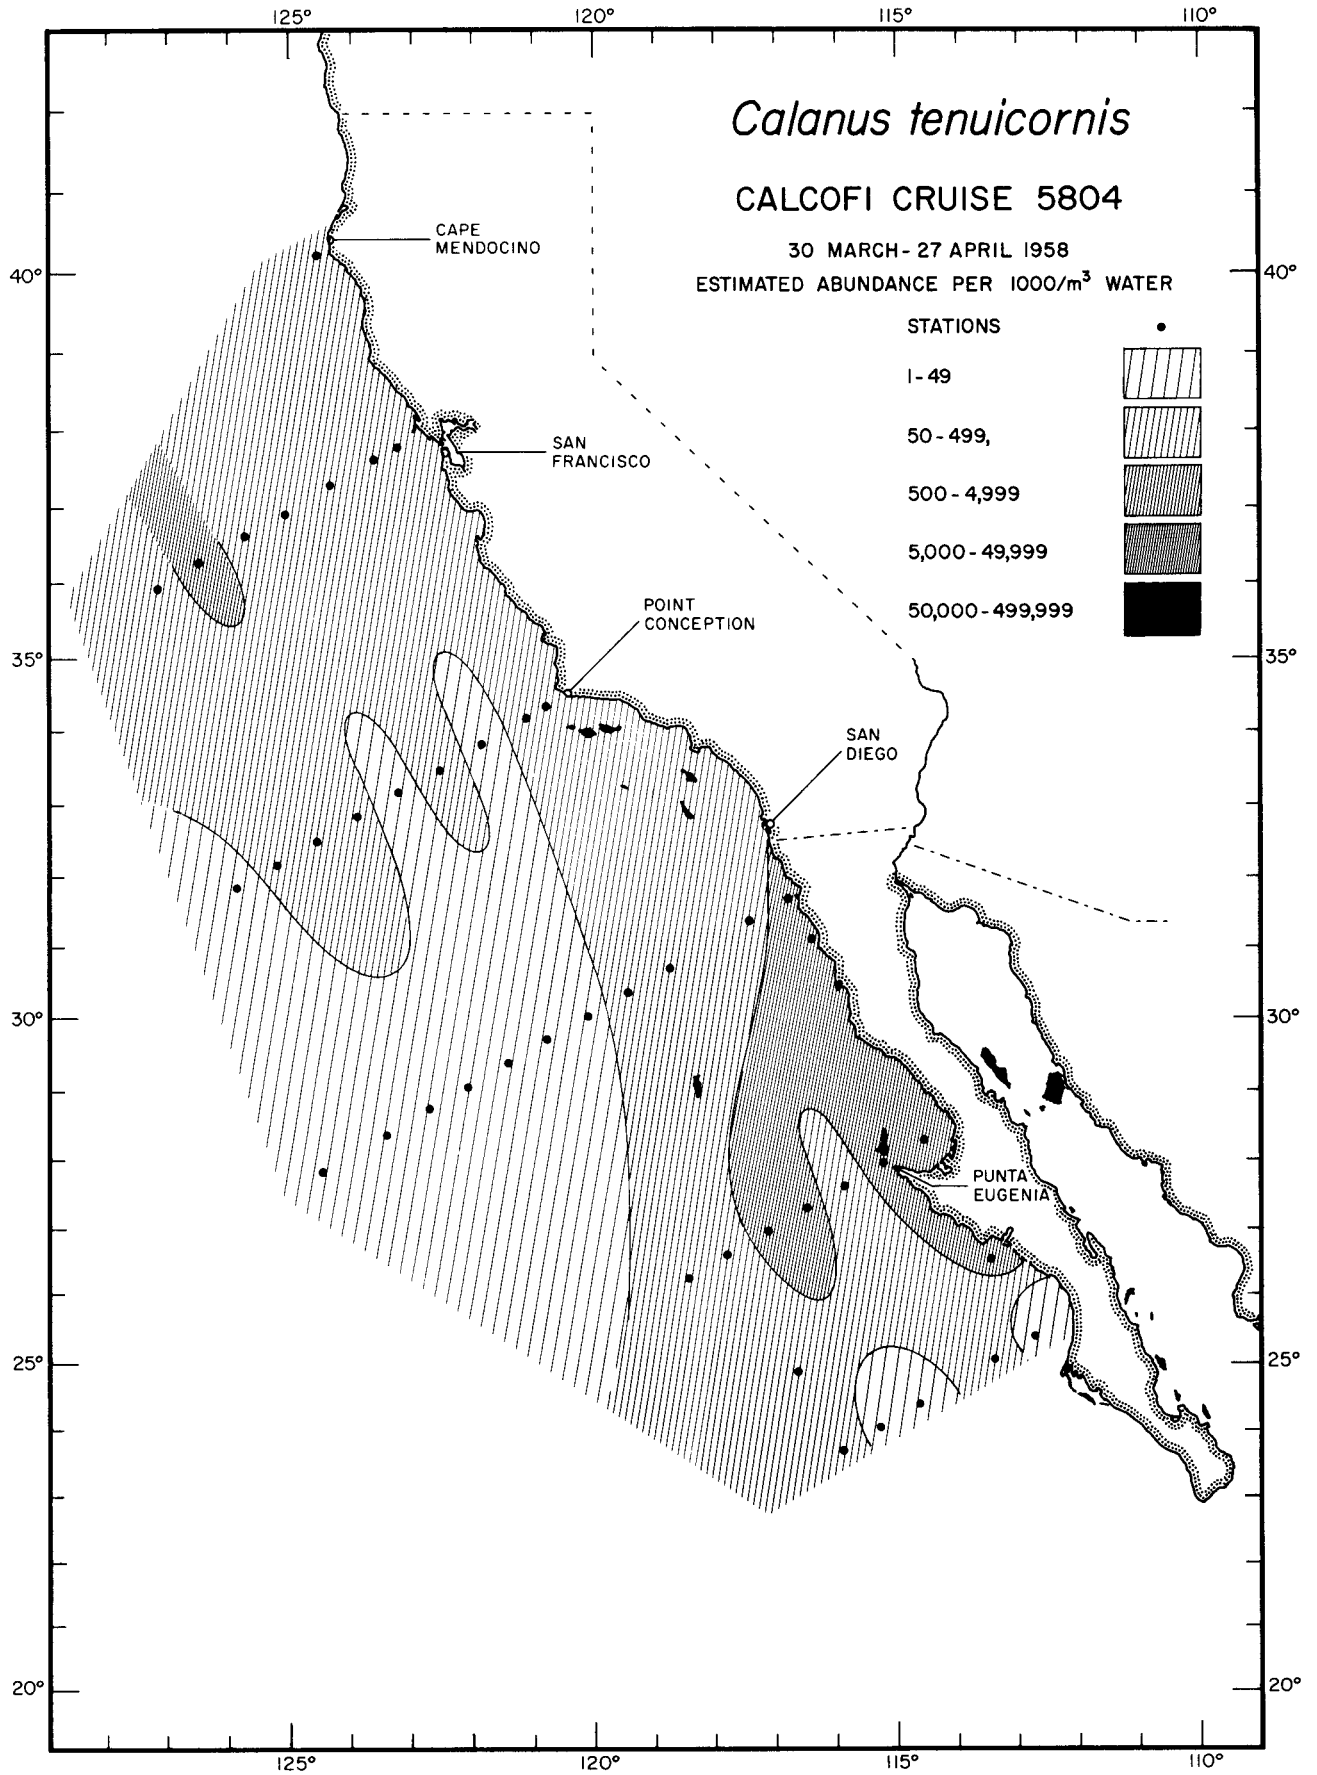 125° 120° 115° 110°
Calanus tenuicornis
CALCOFI CRUISE 5804
30 MARCH - 27 APRIL 1958
ESTIMATED ABUNDANCE PER 1000/m³ WATER
STATIONS
1-49
50-499,
500-4,999
5,000-49,999
50,000-499,999
CAPE
MENDOCINO
40° 40°
SAN
FRANCISCO
POINT
CONCEPTION
35° 35°
SAN
DIEGO
30° 30°
PUNTA
EUGENIA
25° 25°
20° 20°
125° 120° 115° 110°